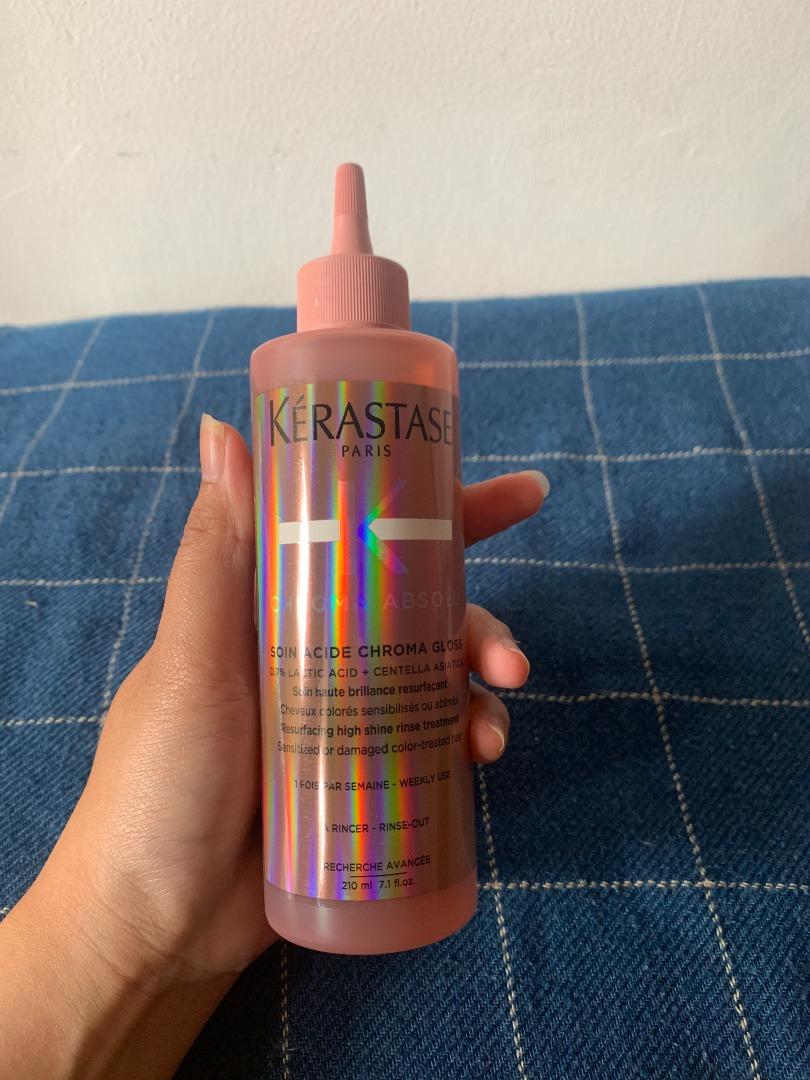 KÉRASTASE
PARIS
K
CHROMA ABSOLU
SOIN ACIDE CHROMA GLOSS
0.7% LACTIC ACID + CENTELLA ASIATICA
Soin haute brillance resurfaçant
Cheveux colorés sensibilisés ou abîmés
Resurfacing high shine rinse treatment
Sensitized or damaged color-treated hair
1 FOIS PAR SEMAINE - WEEKLY USE
À RINCER - RINSE-OUT
RECHERCHE AVANCÉE
210 ml 7.1 fl.oz.